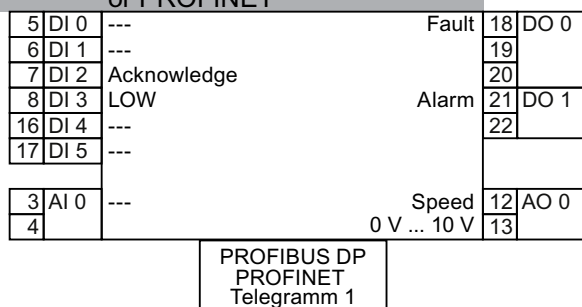 or PROFINET
5 DI 0 --- Fault 18 DO 0
6 DI 1 --- 19
7 DI 2 Acknowledge 20
8 DI 3 LOW Alarm 21 DO 1
16 DI 4 --- 22
17 DI 5 ---
3 AI 0 --- Speed 12 AO 0
4 0 V ... 10 V 13
PROFIBUS DP
PROFINET
Telegramm 1